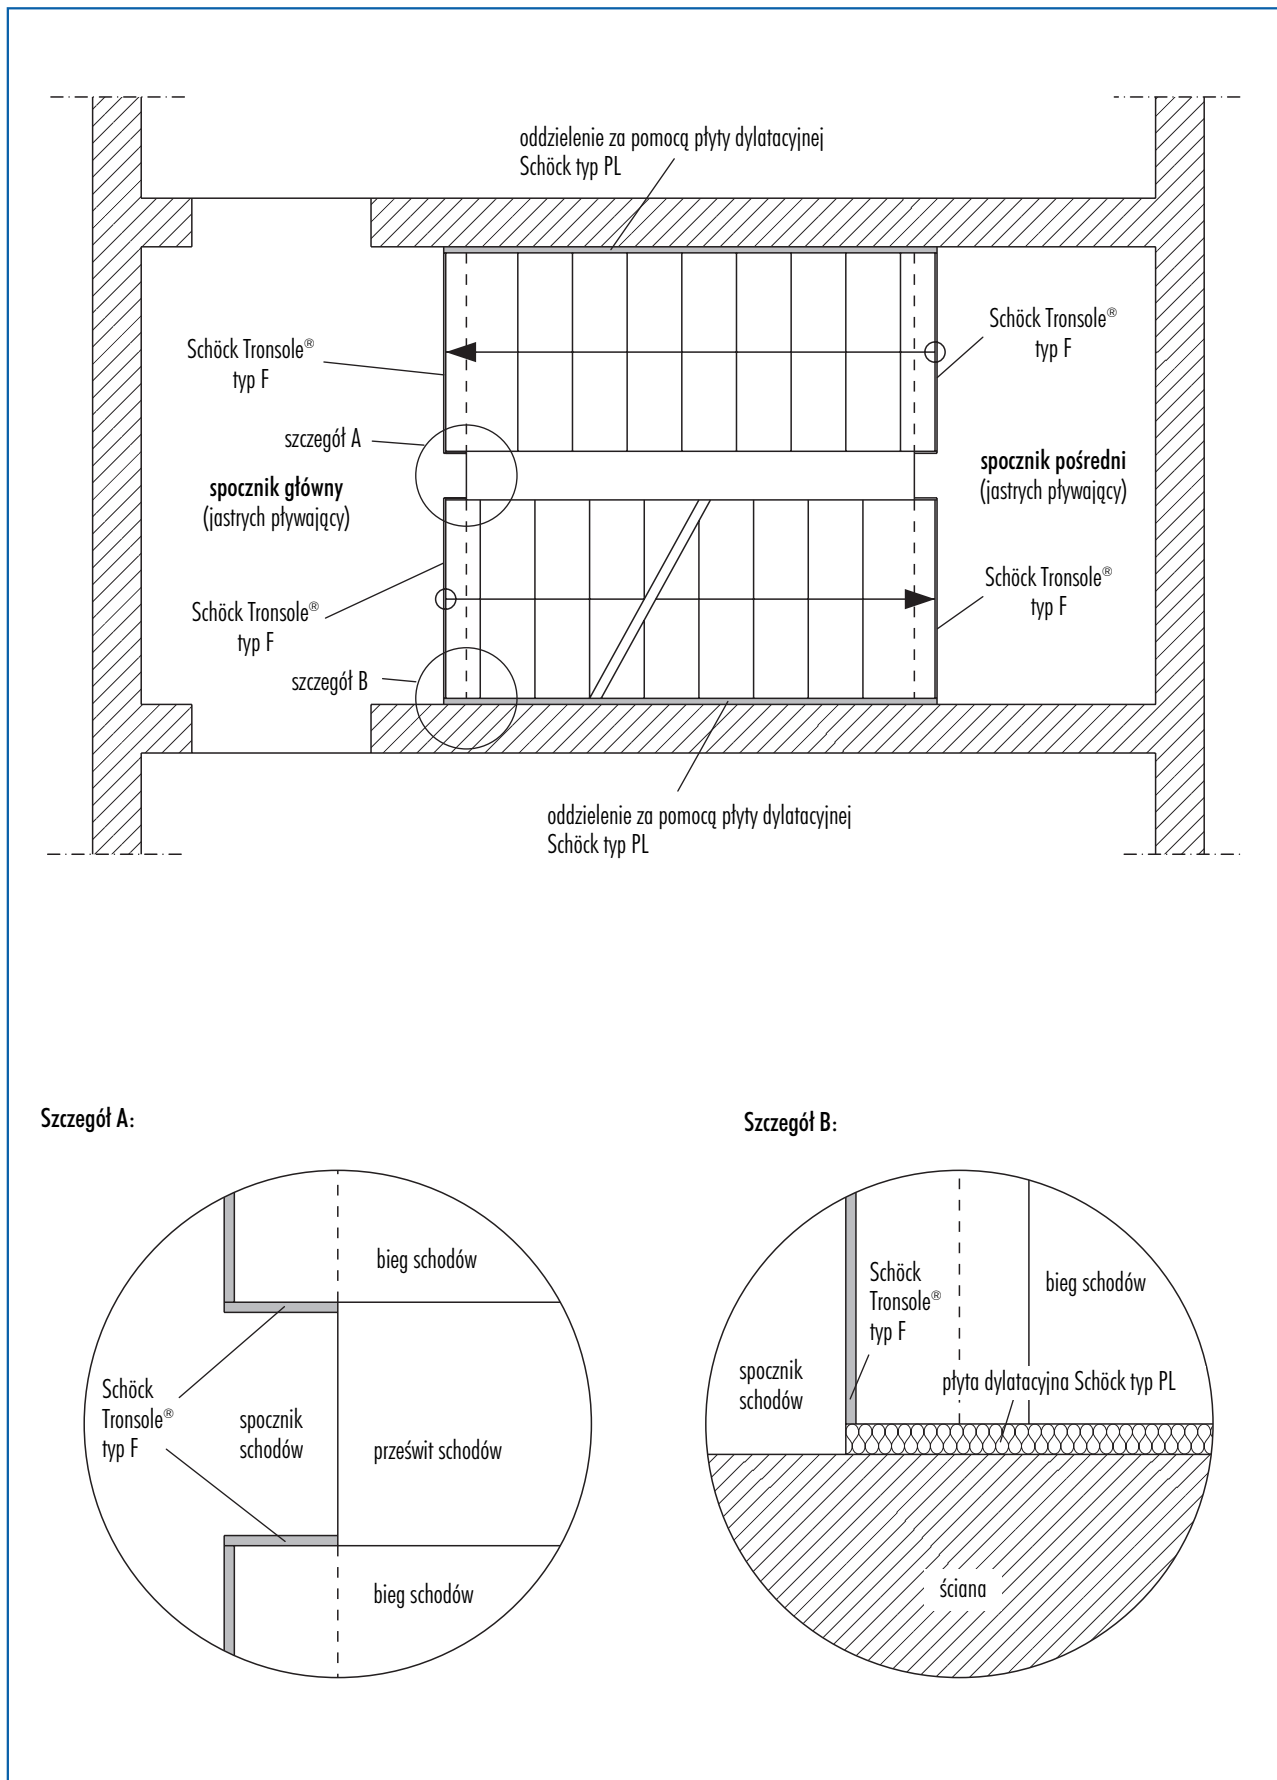 oddzielenie za pomocą płyty dylatacyjnej
Schöck typ PL
Schöck Tronsole®
typ F
Schöck Tronsole®
typ F
szczegół A
spocznik główny
(jastrych pływający)
spocznik pośredni
(jastrych pływający)
Schöck Tronsole®
typ F
Schöck Tronsole®
typ F
szczegół B
oddzielenie za pomocą płyty dylatacyjnej
Schöck typ PL
Szczegół A:
bieg schodów
Schöck
Tronsole®
typ F
spocznik
schodów
prześwit schodów
bieg schodów
Szczegół B:
Schöck
Tronsole®
typ F
bieg schodów
spocznik
schodów
płyta dylatacyjna Schöck typ PL
ściana